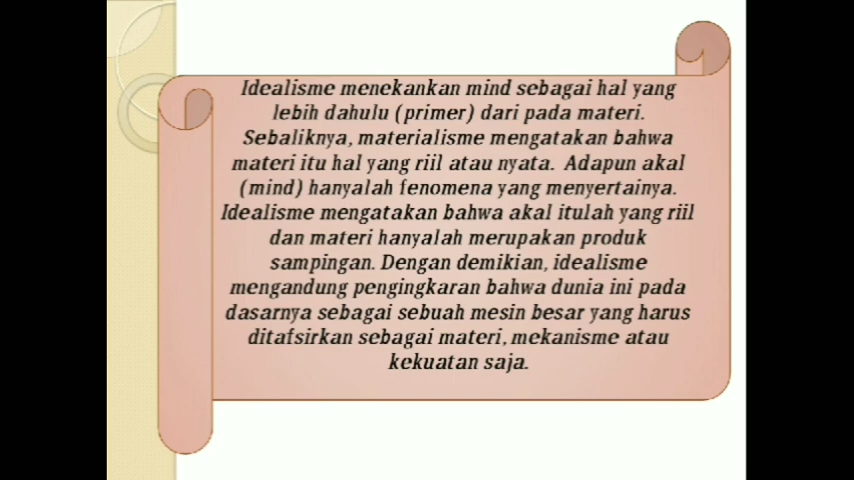 Idealisme menekankan mind sebagai hal yang
lebih dahulu (primer) dari pada materi.
Sebaliknya, materialisme mengatakan bahwa
materi itu hal yang riil atau nyata. Adapun akal
(mind) hanyalah fenomena yang menyertainya.
Idealisme mengatakan bahwa akal itulah yang riil
dan materi hanyalah merupakan produk
sampingan. Dengan demikian, idealisme
mengandung pengingkaran bahwa dunia ini pada
dasarnya sebagai sebuah mesin besar yang harus
ditafsirkan sebagai materi, mekanisme atau
kekuatan saja.